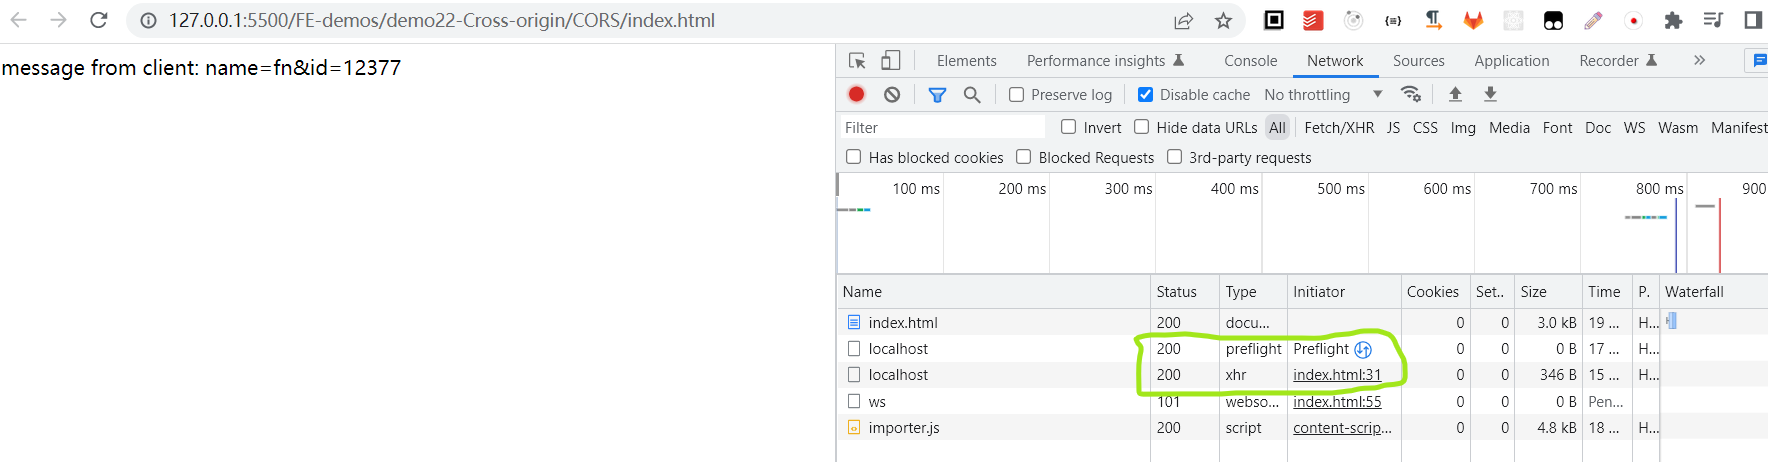 127.0.0.1:5500/FE-demos/demo22-Cross-origin/CORS/index.html
message from client: name=fn&id=12377
Elements Performance insights Console Network Sources Application Recorder »
Preserve log Disable cache No throttling
Filter Invert Hide data URLs All Fetch/XHR JS CSS Img Media Font Doc WS Wasm Manifest
Has blocked cookies Blocked Requests 3rd-party requests
100 ms 200 ms 300 ms 400 ms 500 ms 600 ms 700 ms 800 ms 900
Name Status Type Initiator Cookies Set.. Size Time P. Waterfall
index.html 200 docu... 0 0 3.0 kB 19 ... H...
localhost 200 preflight Preflight 0 0 0 B 17 ... H...
localhost 200 xhr index.html:31 0 0 346 B 15 ... H...
ws 101 webso... index.html:55 0 0 0 B Pen...
importer.js 200 script content-scrip... 0 0 4.8 kB 18 ... H...